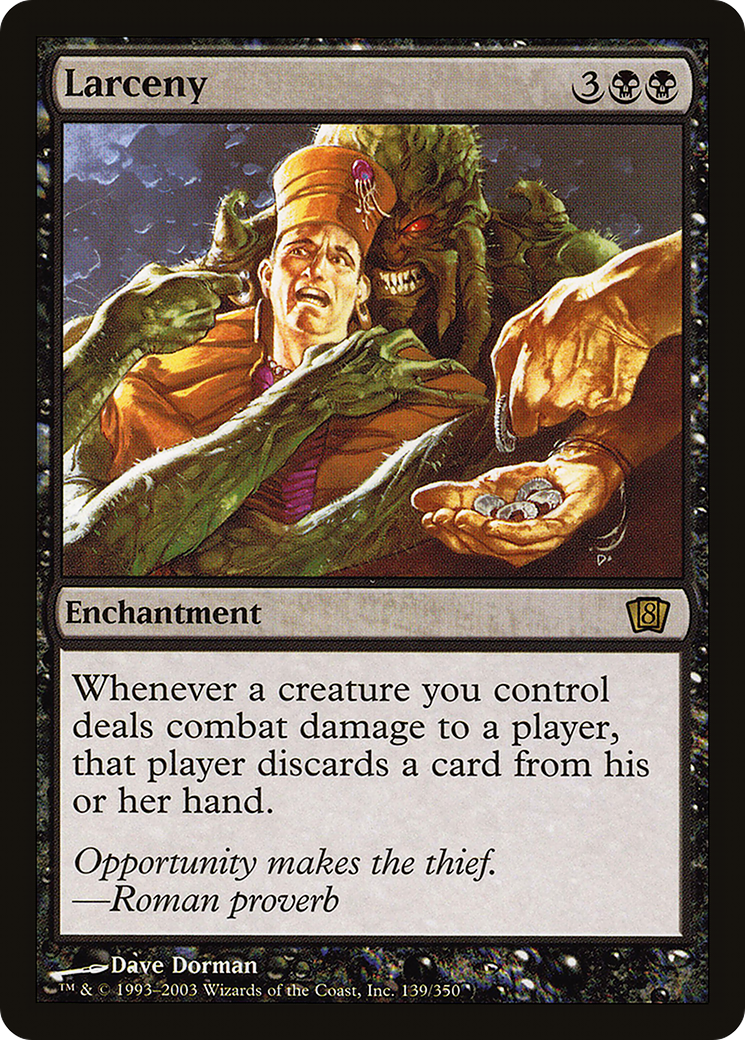 Larceny 3
Enchantment 8
Whenever a creature you control
deals combat damage to a player,
that player discards a card from his
or her hand.
Opportunity makes the thief.
—Roman proverb
Dave Dorman
™ & © 1993–2003 Wizards of the Coast, Inc. 139/350